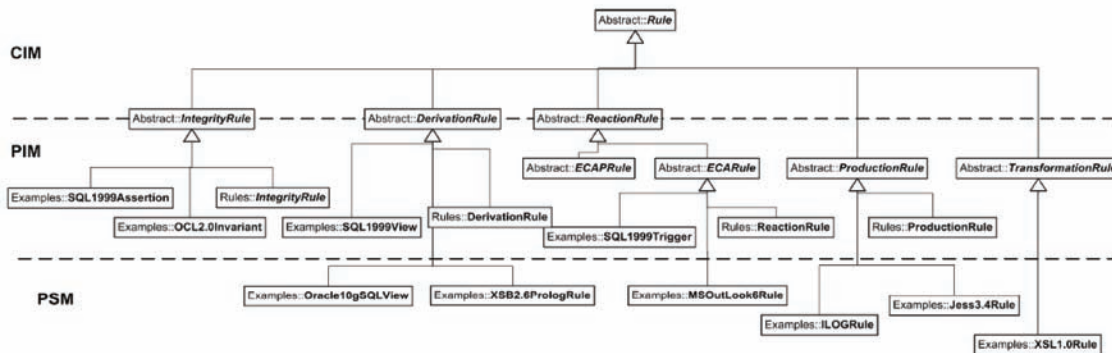 Abstract::Rule
CIM
Abstract::IntegrityRule
Abstract::DerivationRule
Abstract::ReactionRule
PIM
Abstract::ECAPRule
Abstract::ECARule
Abstract::ProductionRule
Abstract::TransformationRule
Examples::SQL1999Assertion
Rules::IntegrityRule
Examples::OCL2.0Invariant
Examples::SQL1999View
Rules::DerivationRule
Examples::SQL1999Trigger
Rules::ReactionRule
Rules::ProductionRule
PSM
Examples::Oracle10gSQLView
Examples::XSB2.6PrologRule
Examples::MSOutLook6Rule
Examples::Jess3.4Rule
Examples::ILOGRule
Examples::XSL1.0Rule